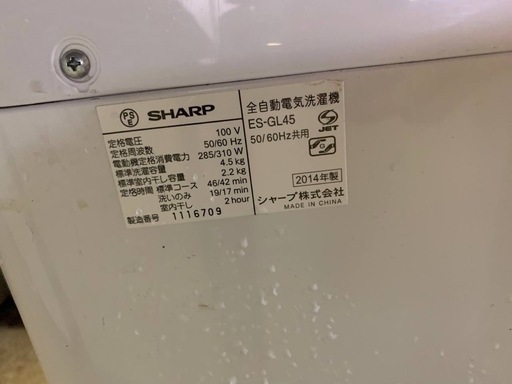 PSE SHARP
定格電圧 100 V
定格周波数 50/60 Hz
電動機定格消費電力 285/310 W
標準洗濯容量 4.5 kg
標準室内干し容量 2.2 kg
定格時間 標準コース 46/42 min
洗いのみ 19/17 min
室内干し 2 hour
製造番号 1116709
全自動電気洗濯機
ES-GL45
50/60Hz共用
JET
2014年製
シャープ株式会社
MADE IN CHINA